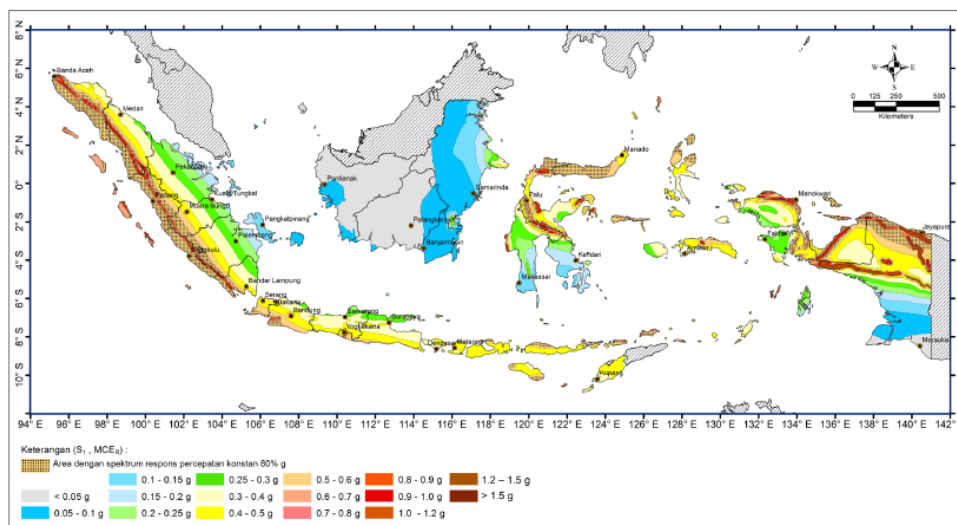 94° E 96° 98° 100° 102° 104° 106° 108° 110° 112° 114° 116° 118° 120° 122° 124° 126° 128° 130° 132° 134° 136° 138° 140° 142°
8° N
6°
4°
2°
0°
2°
4°
6°
8°
10° S
N
W E
S
0 125 250 500
Kilometers
Banda Aceh
Medan
Pekanbaru
Kuala Tungkal
Padang
Muara Bungo
Pangkalpinang
Palembang
Bengkulu
Bandar Lampung
Serang
Jakarta
Bandung
Semarang
Yogyakarta
Surabaya
Denpasar
Mataram
Kupang
Pontianak
Palangkaraya
Banjarmasin
Samarinda
Manado
Palu
Makassar
Kendari
Ambon
Manokwari
Fakfak
Jayapura
Merauke
Keterangan (S₁ , MCE_R) :
Area dengan spektrum respons percepatan konstan 60% g
0.1 - 0.15 g 0.25 - 0.3 g 0.5 - 0.6 g 0.8 - 0.9 g 1.2 – 1.5 g
< 0.05 g 0.15 - 0.2 g 0.3 - 0.4 g 0.6 - 0.7 g 0.9 - 1.0 g > 1.5 g
0.05 - 0.1 g 0.2 - 0.25 g 0.4 - 0.5 g 0.7 - 0.8 g 1.0 - 1.2 g